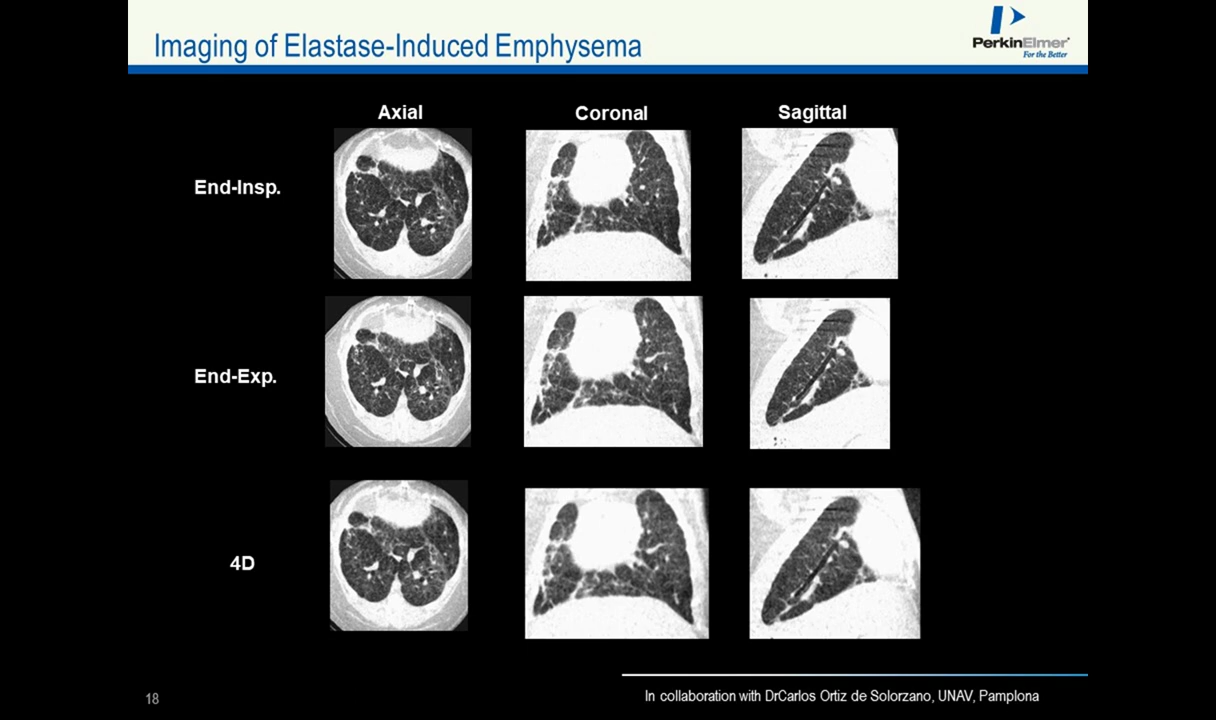 Imaging of Elastase-Induced Emphysema
PerkinElmer
For the Better
Axial Coronal Sagittal
End-Insp.
End-Exp.
4D
18
In collaboration with DrCarlos Ortiz de Solorzano, UNAV, Pamplona